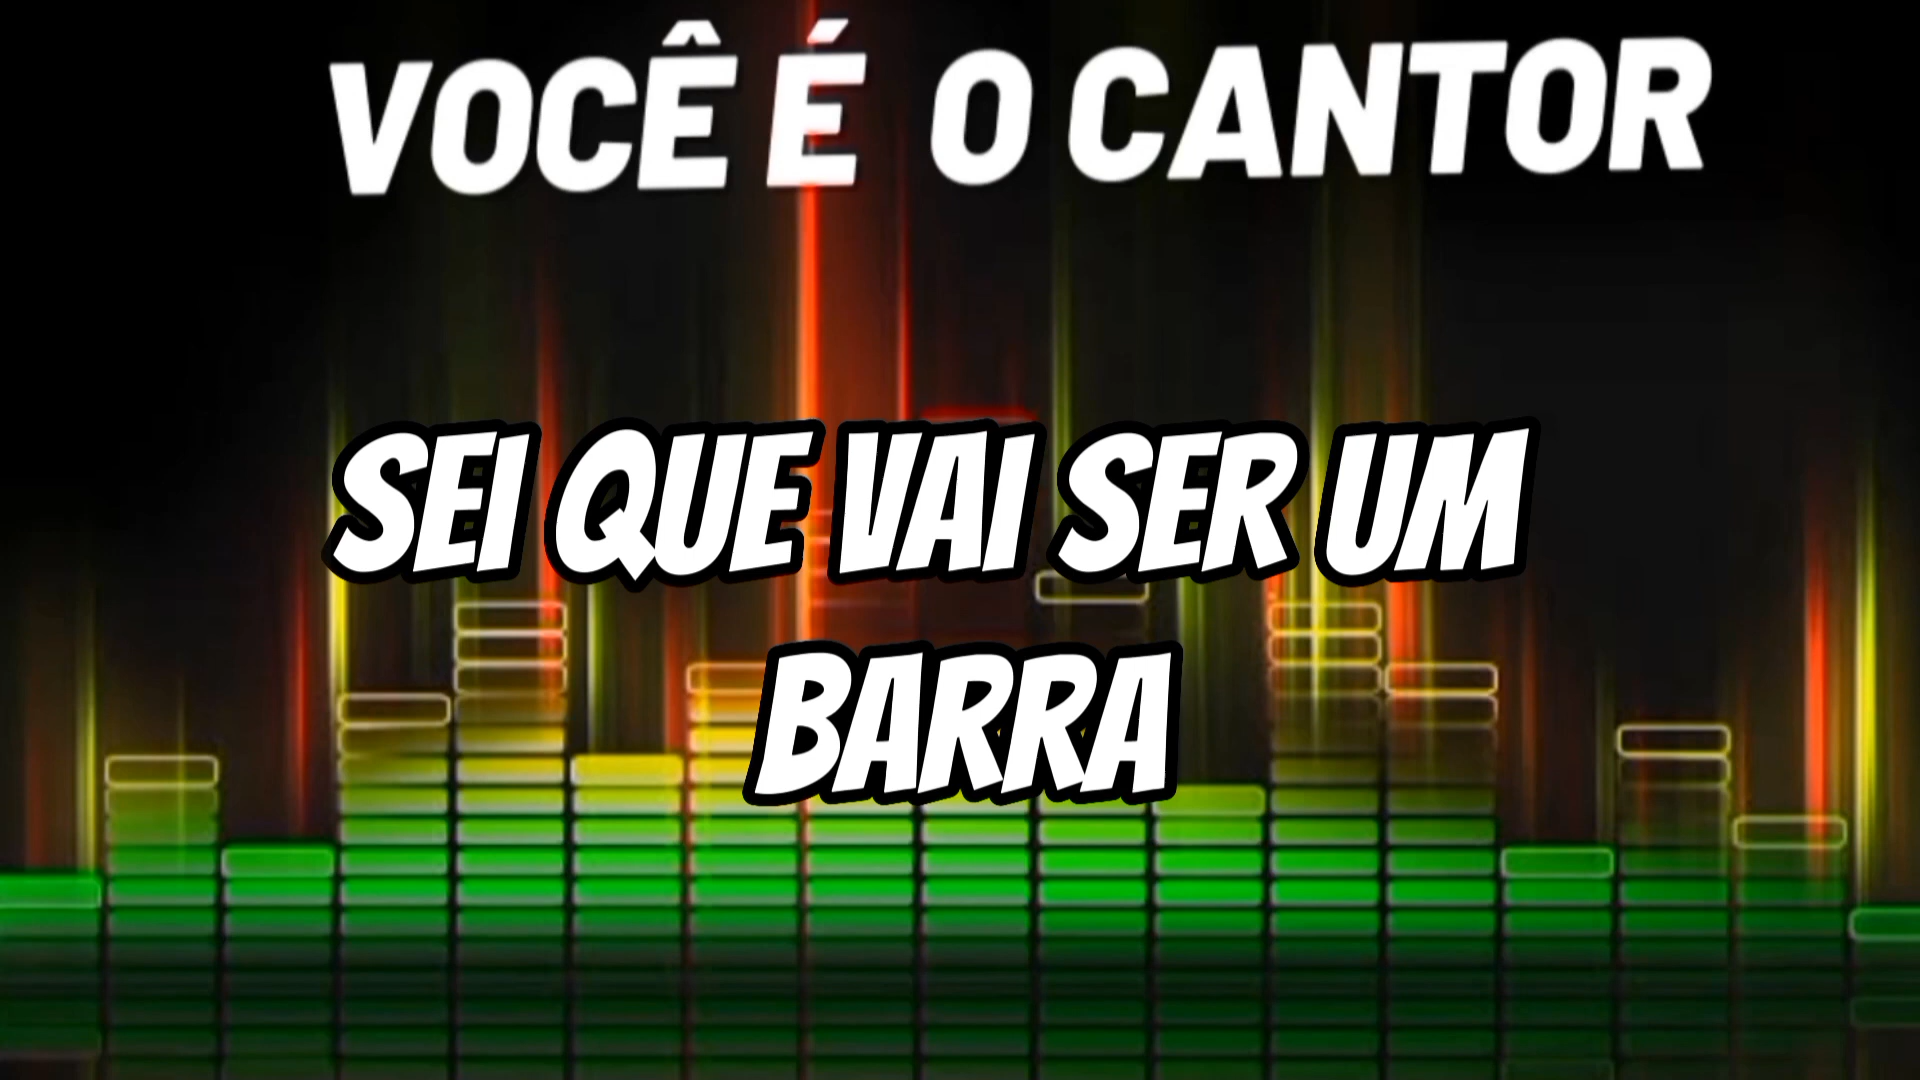 VOCÊ É O CANTOR
SEI QUE VAI SER UM
BARRA